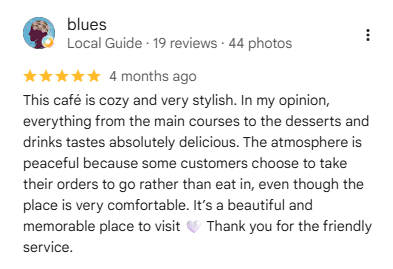 blues
Local Guide · 19 reviews · 44 photos
★★★★★ 4 months ago
This café is cozy and very stylish. In my opinion,
everything from the main courses to the desserts and
drinks tastes absolutely delicious. The atmosphere is
peaceful because some customers choose to take
their orders to go rather than eat in, even though the
place is very comfortable. It’s a beautiful and
memorable place to visit 🤍 Thank you for the friendly
service.